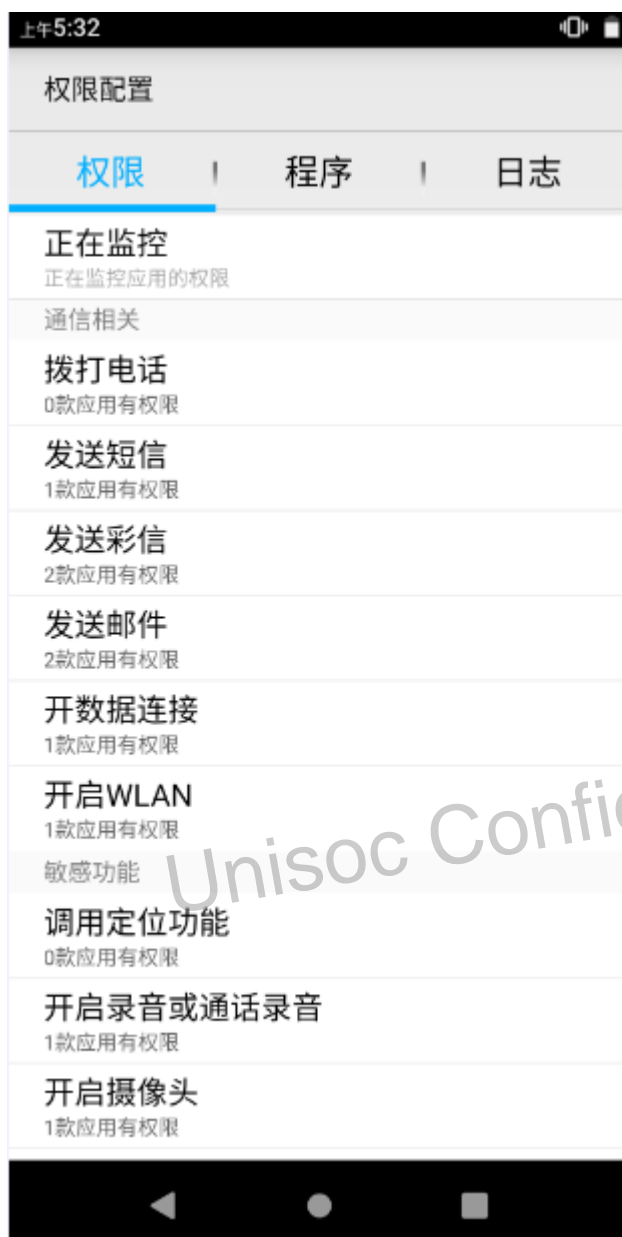 上午5:32
权限配置
权限 程序 日志
正在监控
正在监控应用的权限
通信相关
拨打电话
0款应用有权限
发送短信
1款应用有权限
发送彩信
2款应用有权限
发送邮件
2款应用有权限
开数据连接
1款应用有权限
开启WLAN
1款应用有权限
Unisoc Confi
敏感功能
调用定位功能
0款应用有权限
开启录音或通话录音
1款应用有权限
开启摄像头
1款应用有权限